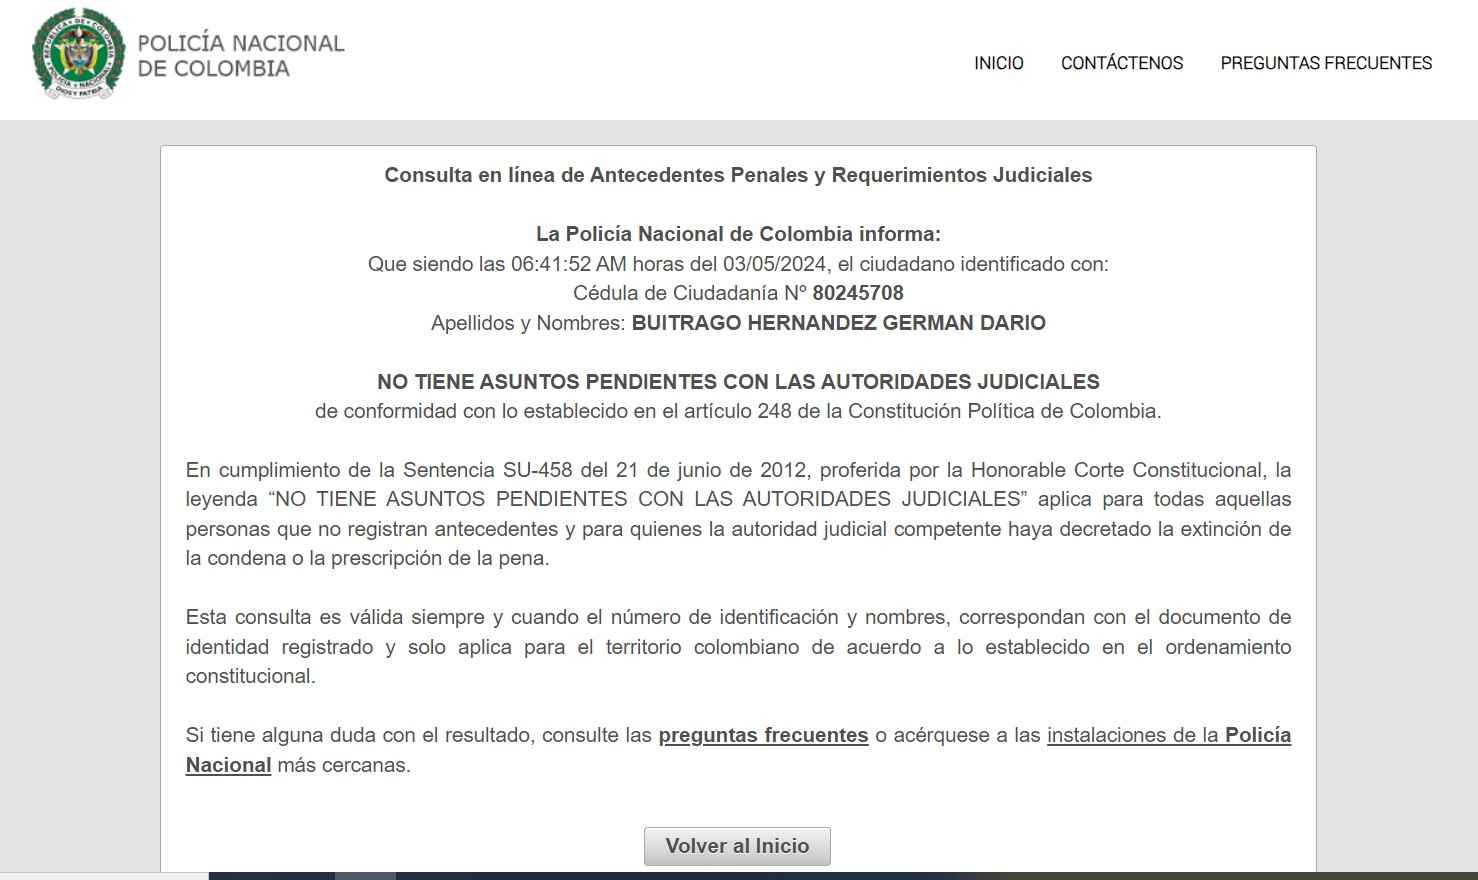 POLICÍA NACIONAL
DE COLOMBIA
INICIO CONTÁCTENOS PREGUNTAS FRECUENTES
Consulta en línea de Antecedentes Penales y Requerimientos Judiciales
La Policía Nacional de Colombia informa:
Que siendo las 06:41:52 AM horas del 03/05/2024, el ciudadano identificado con:
Cédula de Ciudadanía Nº 80245708
Apellidos y Nombres: BUITRAGO HERNANDEZ GERMAN DARIO
NO TIENE ASUNTOS PENDIENTES CON LAS AUTORIDADES JUDICIALES
de conformidad con lo establecido en el artículo 248 de la Constitución Política de Colombia.
En cumplimiento de la Sentencia SU-458 del 21 de junio de 2012, proferida por la Honorable Corte Constitucional, la
leyenda “NO TIENE ASUNTOS PENDIENTES CON LAS AUTORIDADES JUDICIALES” aplica para todas aquellas
personas que no registran antecedentes y para quienes la autoridad judicial competente haya decretado la extinción de
la condena o la prescripción de la pena.
Esta consulta es válida siempre y cuando el número de identificación y nombres, correspondan con el documento de
identidad registrado y solo aplica para el territorio colombiano de acuerdo a lo establecido en el ordenamiento
constitucional.
Si tiene alguna duda con el resultado, consulte las preguntas frecuentes o acérquese a las instalaciones de la Policía
Nacional más cercanas.
Volver al Inicio